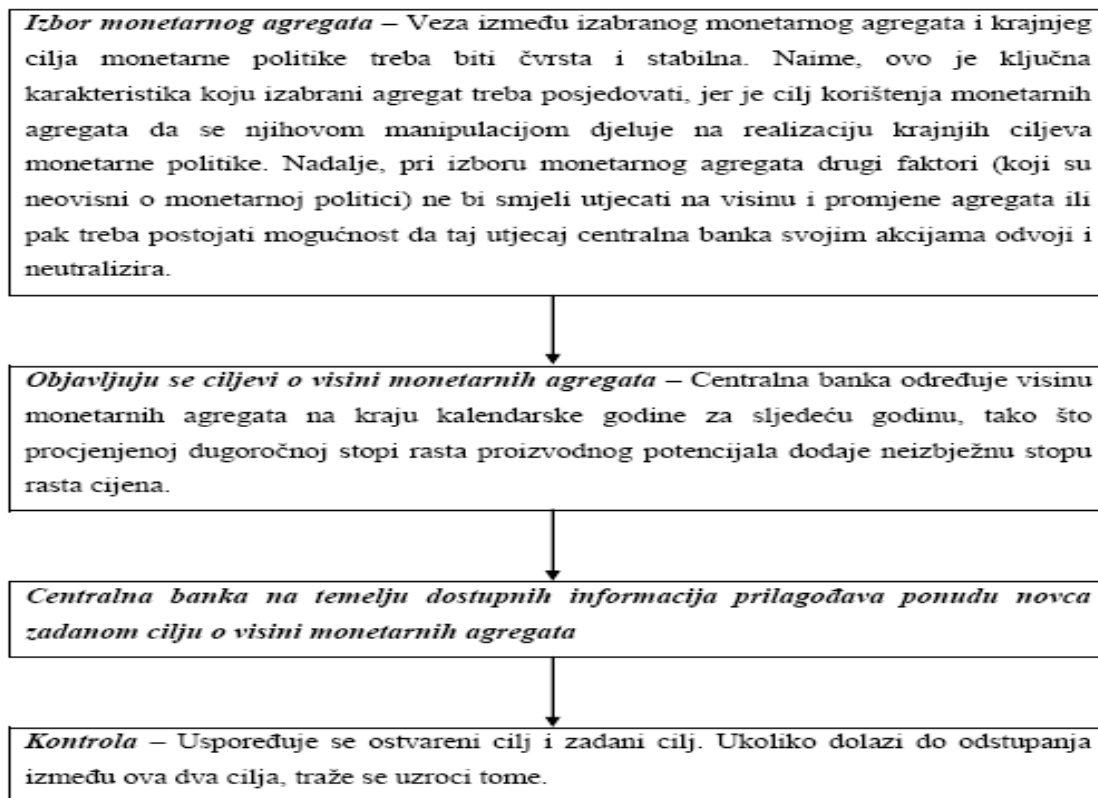 Izbor monetarnog agregata – Veza između izabranog monetarnog agregata i krajnjeg
cilja monetarne politike treba biti čvrsta i stabilna. Naime, ovo je ključna
karakteristika koju izabrani agregat treba posjedovati, jer je cilj korištenja monetarnih
agregata da se njihovom manipulacijom djeluje na realizaciju krajnjih ciljeva
monetarne politike. Nadalje, pri izboru monetarnog agregata drugi faktori (koji su
neovisni o monetarnoj politici) ne bi smjeli utjecati na visinu i promjene agregata ili
pak treba postojati mogućnost da taj utjecaj centralna banka svojim akcijama odvoji i
neutralizira.
Objavljuju se ciljevi o visini monetarnih agregata – Centralna banka određuje visinu
monetarnih agregata na kraju kalendarske godine za sljedeću godinu, tako što
procjenjenoj dugoročnoj stopi rasta proizvodnog potencijala dodaje neizbježnu stopu
rasta cijena.
Centralna banka na temelju dostupnih informacija prilagođava ponudu novca
zadanom cilju o visini monetarnih agregata
Kontrola – Uspoređuje se ostvareni cilj i zadani cilj. Ukoliko dolazi do odstupanja
između ova dva cilja, traže se uzroci tome.